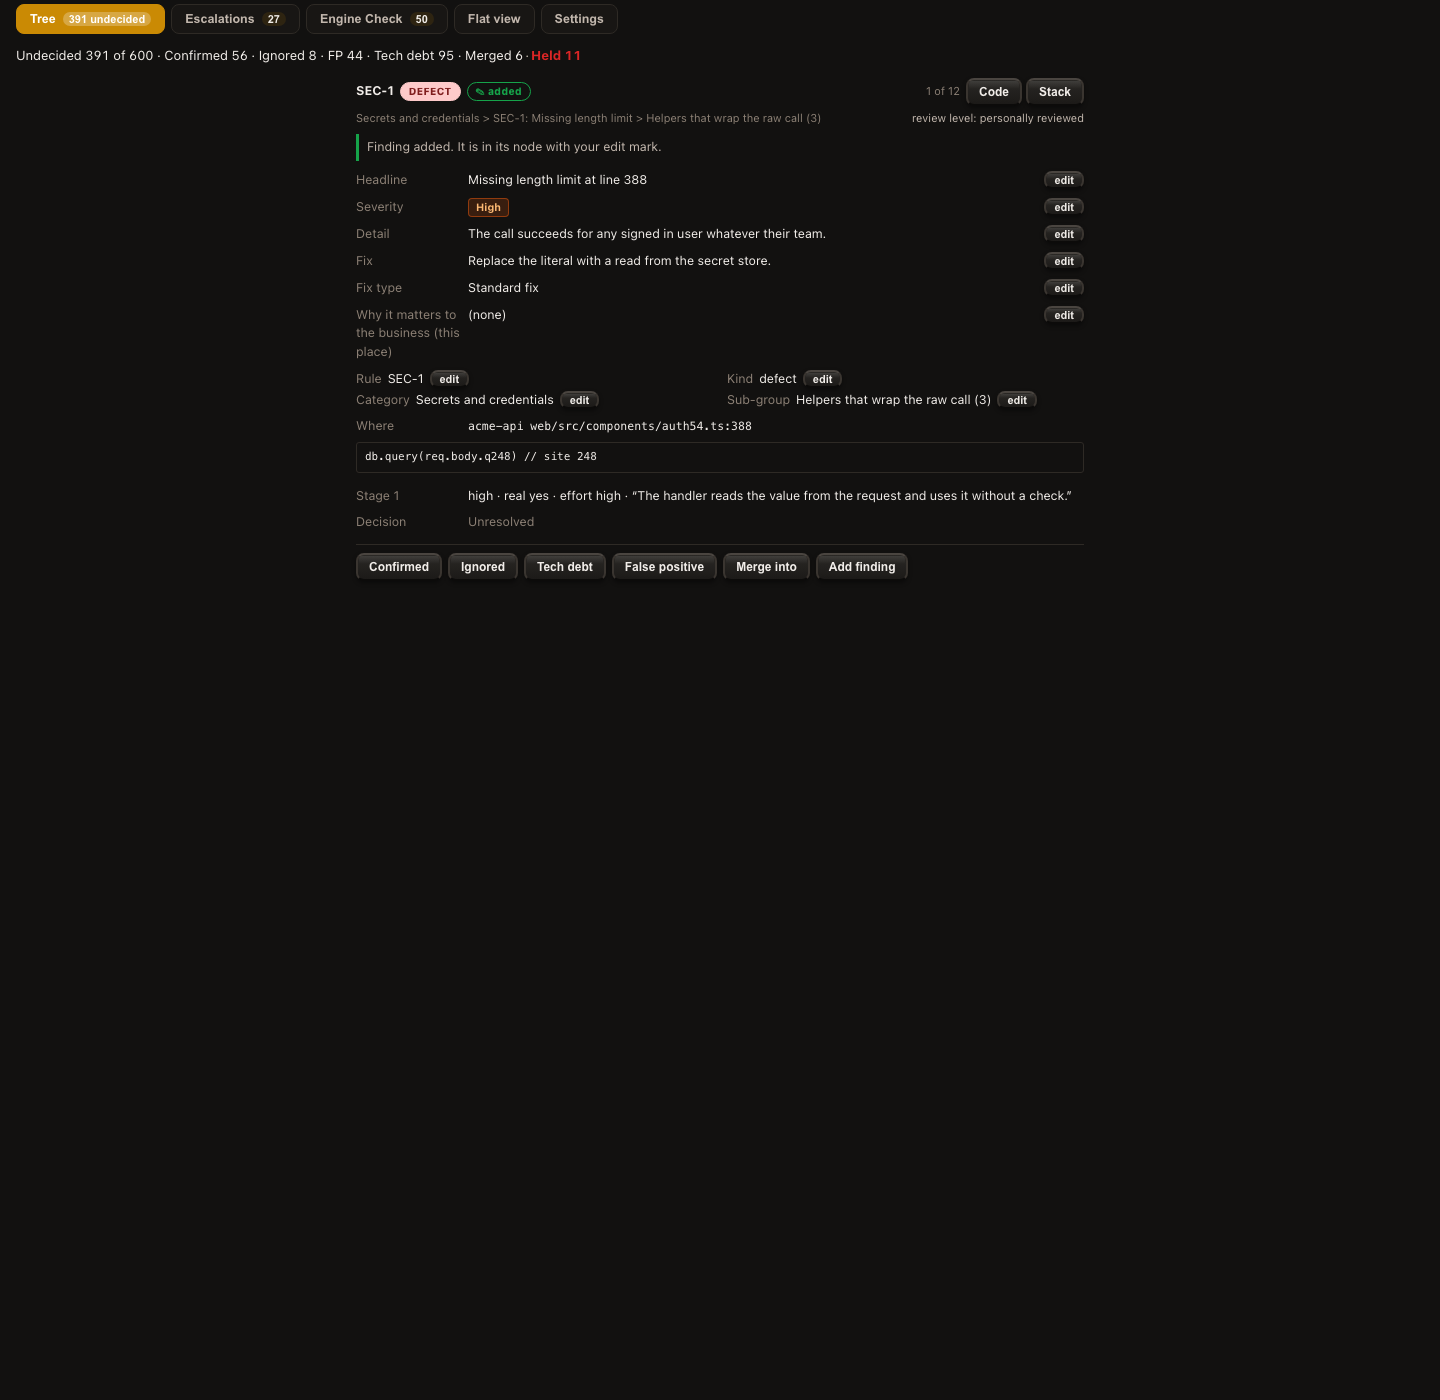 Tree 391 undecided Escalations 27 Engine Check 50 Flat view Settings
Undecided 391 of 600 · Confirmed 56 · Ignored 8 · FP 44 · Tech debt 95 · Merged 6 · Held 11
SEC-1 DEFECT ✎ added 1 of 12 Code Stack
Secrets and credentials > SEC-1: Missing length limit > Helpers that wrap the raw call (3) review level: personally reviewed
Finding added. It is in its node with your edit mark.
Headline Missing length limit at line 388 edit
Severity High edit
Detail The call succeeds for any signed in user whatever their team. edit
Fix Replace the literal with a read from the secret store. edit
Fix type Standard fix edit
Why it matters to (none) edit
the business (this
place)
Rule SEC-1 edit Kind defect edit
Category Secrets and credentials edit Sub-group Helpers that wrap the raw call (3) edit
Where acme-api web/src/components/auth54.ts:388
db.query(req.body.q248) // site 248
Stage 1 high · real yes · effort high · “The handler reads the value from the request and uses it without a check.”
Decision Unresolved
Confirmed Ignored Tech debt False positive Merge into Add finding